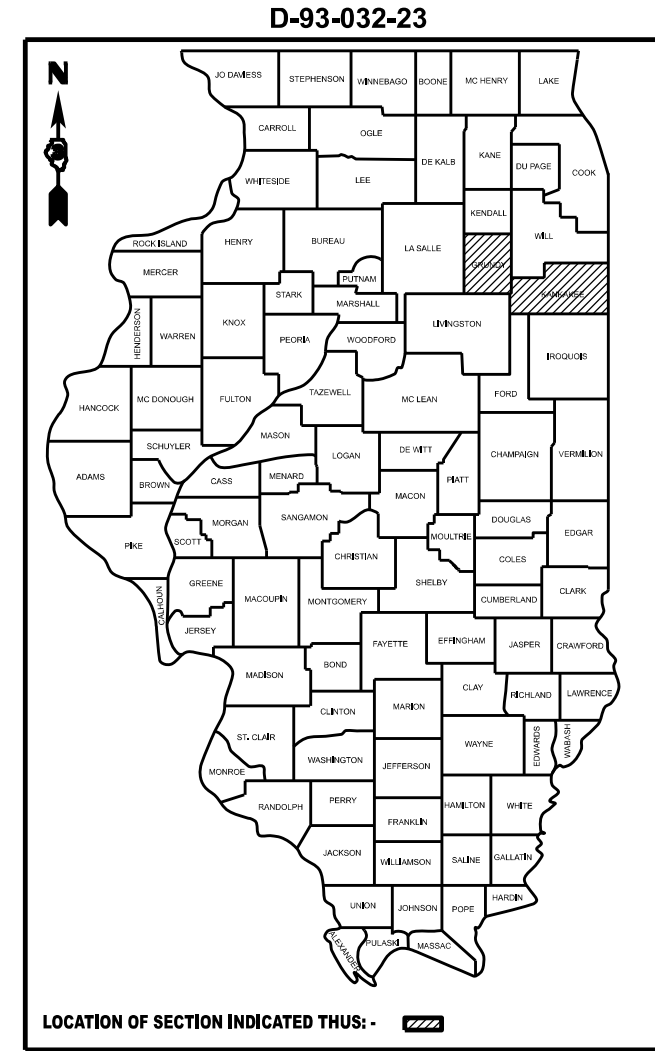 D-93-032-23
N
JO DAVIESS STEPHENSON WINNEBAGO BOONE MC HENRY LAKE
CARROLL OGLE
DE KALB KANE DU PAGE COOK
WHITESIDE LEE
KENDALL WILL
ROCK ISLAND HENRY BUREAU LA SALLE GRUNDY
MERCER PUTNAM KANKAKEE
STARK MARSHALL
HENDERSON WARREN KNOX PEORIA WOODFORD LIVINGSTON IROQUOIS
HANCOCK MC DONOUGH FULTON TAZEWELL MC LEAN FORD
SCHUYLER MASON LOGAN DE WITT CHAMPAIGN VERMILION
ADAMS BROWN CASS MENARD MACON PIATT
PIKE SCOTT MORGAN SANGAMON CHRISTIAN MOULTRIE DOUGLAS EDGAR
COLES
CALHOUN GREENE MACOUPIN MONTGOMERY SHELBY CUMBERLAND CLARK
JERSEY FAYETTE EFFINGHAM JASPER CRAWFORD
MADISON BOND CLAY RICHLAND LAWRENCE
CLINTON MARION
ST. CLAIR WASHINGTON JEFFERSON WAYNE EDWARDS WABASH
MONROE
RANDOLPH PERRY FRANKLIN HAMILTON WHITE
JACKSON WILLIAMSON SALINE GALLATIN
UNION JOHNSON POPE HARDIN
ALEXANDER PULASKI MASSAC
LOCATION OF SECTION INDICATED THUS: -